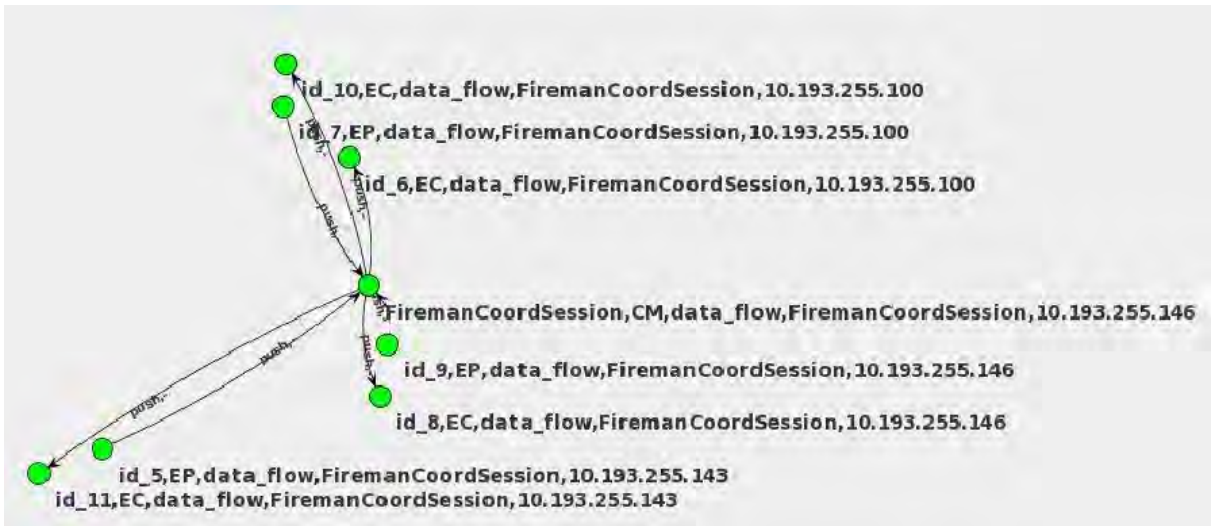 id_10,EC,data_flow,FiremanCoordSession,10.193.255.100
id_7,EP,data_flow,FiremanCoordSession,10.193.255.100
push,-
id_6,EC,data_flow,FiremanCoordSession,10.193.255.100
push,-
push,-
FiremanCoordSession,CM,data_flow,FiremanCoordSession,10.193.255.146
push,-
push,-
id_9,EP,data_flow,FiremanCoordSession,10.193.255.146
push,-
id_8,EC,data_flow,FiremanCoordSession,10.193.255.146
id_5,EP,data_flow,FiremanCoordSession,10.193.255.143
id_11,EC,data_flow,FiremanCoordSession,10.193.255.143